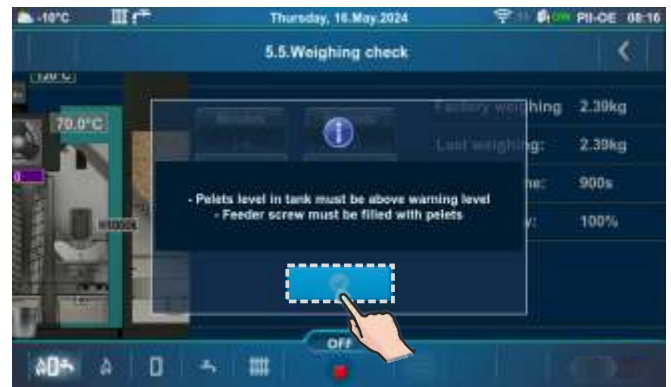 -10°C Thursday, 16.May.2024 PII-OE 08:16
5.5.Weighing check
70.0°C
weighing 2.39kg
Last weighing: 2.39kg
900s
100%
- Pelets level in tank must be above warning level
- Feeder screw must be filled with pelets
OFF